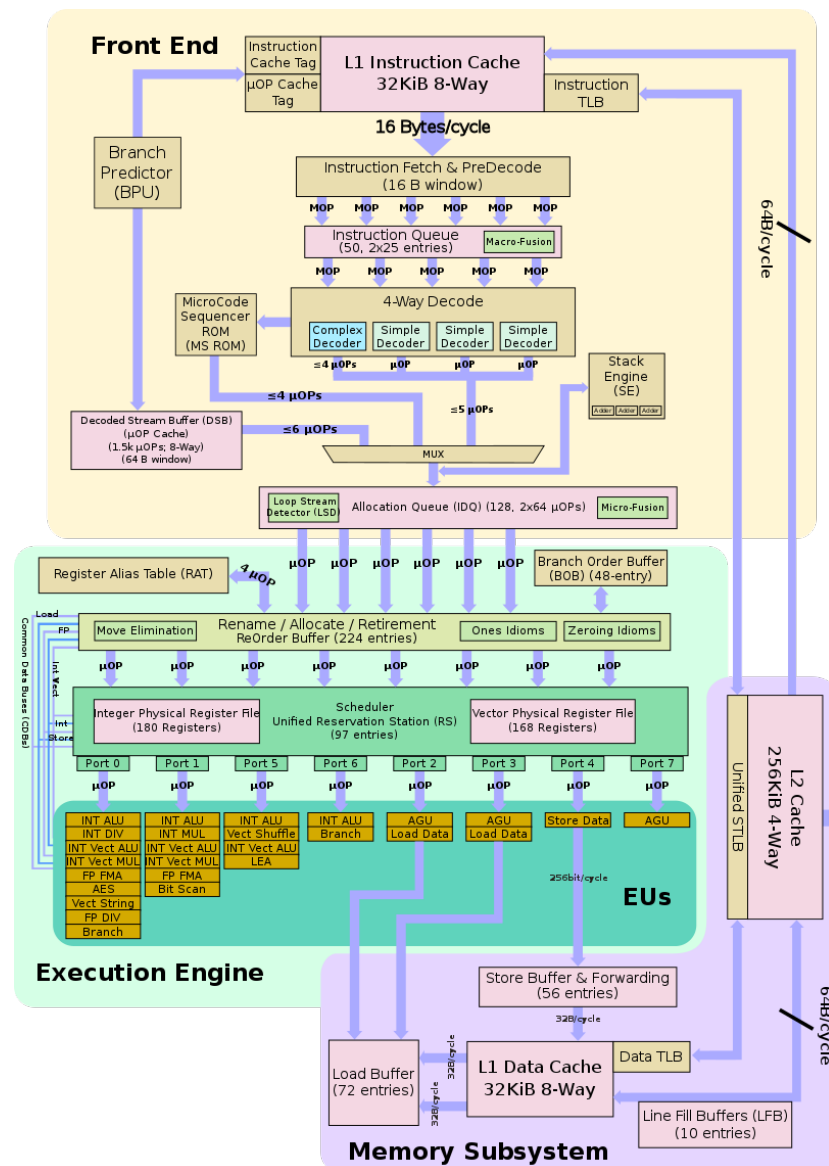 Front End
Instruction
Cache Tag
μOP Cache
Tag
L1 Instruction Cache
32KiB 8-Way
Instruction
TLB
16 Bytes/cycle
Branch
Predictor
(BPU)
Instruction Fetch & PreDecode
(16 B window)
MOP MOP MOP MOP MOP
Instruction Queue
(50, 2x25 entries)
Macro-Fusion
MOP MOP MOP MOP MOP
64B/cycle
4-Way Decode
MicroCode
Sequencer
ROM
(MS ROM)
Complex
Decoder
Simple
Decoder
Simple
Decoder
Simple
Decoder
≤4 μOPs μOP μOP μOP
Stack
Engine
(SE)
Adder Adder Adder
≤4 μOPs
≤5 μOPs
Decoded Stream Buffer (DSB)
(μOP Cache)
(1.5k μOPs; 8-Way)
(64 B window)
≤6 μOPs
MUX
Loop Stream
Detector (LSD)
Allocation Queue (IDQ) (128, 2x64 μOPs)
Micro-Fusion
Register Alias Table (RAT)
4 μOP
μOP μOP μOP μOP μOP μOP
Branch Order Buffer
(BOB) (48-entry)
Load
FP
Common Data Buses (CDBs)
Int Vect
Int
Store
Rename / Allocate / Retirement
ReOrder Buffer (224 entries)
Move Elimination
Ones Idioms
Zeroing Idioms
μOP μOP μOP μOP μOP μOP μOP μOP
Scheduler
Unified Reservation Station (RS)
(97 entries)
Integer Physical Register File
(180 Registers)
Vector Physical Register File
(168 Registers)
Port 0 Port 1 Port 5 Port 6 Port 2 Port 3 Port 4 Port 7
μOP μOP μOP μOP μOP μOP μOP μOP
INT ALU
INT DIV
INT Vect ALU
INT Vect MUL
FP FMA
AES
Vect String
FP DIV
Branch
INT ALU
INT MUL
INT Vect ALU
INT Vect MUL
FP FMA
Bit Scan
INT ALU
Vect Shuffle
INT Vect ALU
LEA
INT ALU
Branch
AGU
Load Data
AGU
Load Data
Store Data
AGU
256bit/cycle
EUs
Execution Engine
Unified STLB
L2 Cache
256KiB 4-Way
Store Buffer & Forwarding
(56 entries)
32B/cycle
64B/cycle
Load Buffer
(72 entries)
32B/cycle
32B/cycle
L1 Data Cache
32KiB 8-Way
Data TLB
Line Fill Buffers (LFB)
(10 entries)
Memory Subsystem